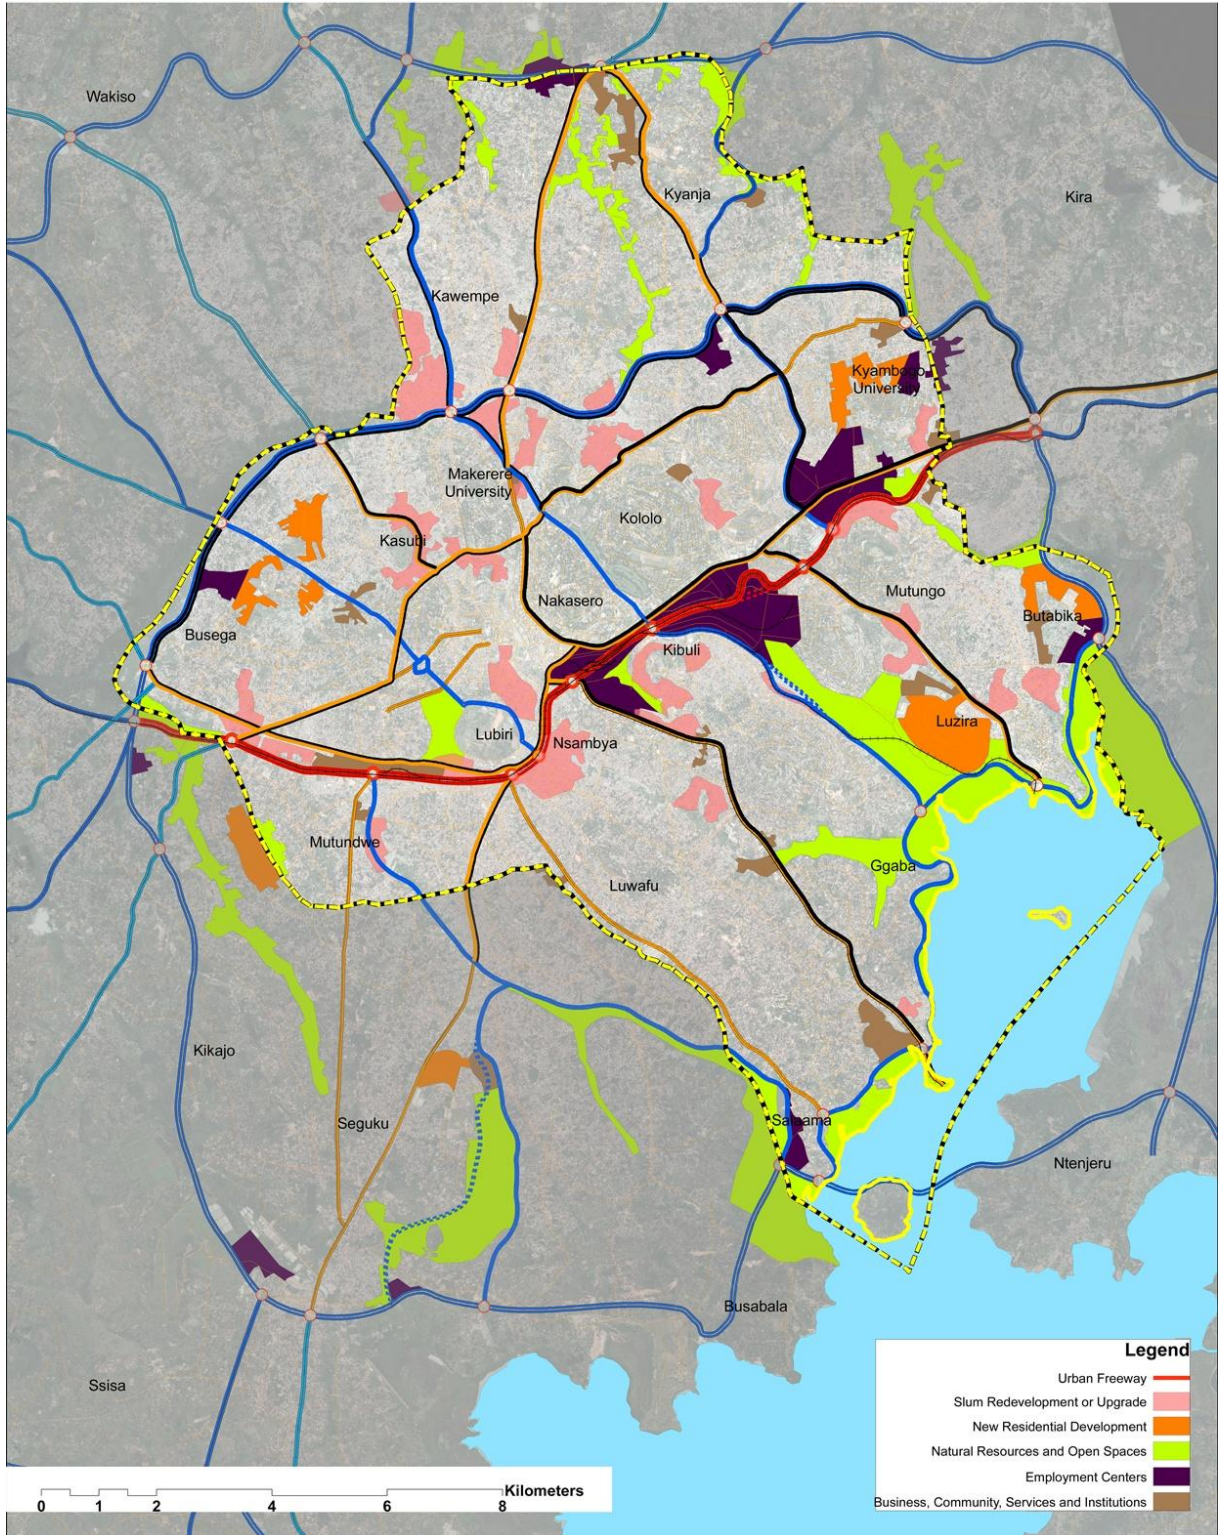 Wakiso
Kira
Kyanja
Kawempe
Kyambogo
University
Makerere
University
Kololo
Kasubi
Nakasero
Mutungo
Butabika
Busega
Kibuli
Luzira
Lubiri
Nsambya
Mutundwe
Ggaba
Luwafu
Kikajo
Seguku
Salaama
Ntenjeru
Busabala
Ssisa
Legend
Urban Freeway
Slum Redevelopment or Upgrade
New Residential Development
Natural Resources and Open Spaces
Employment Centers
Business, Community, Services and Institutions
Kilometers
0 1 2 4 6 8